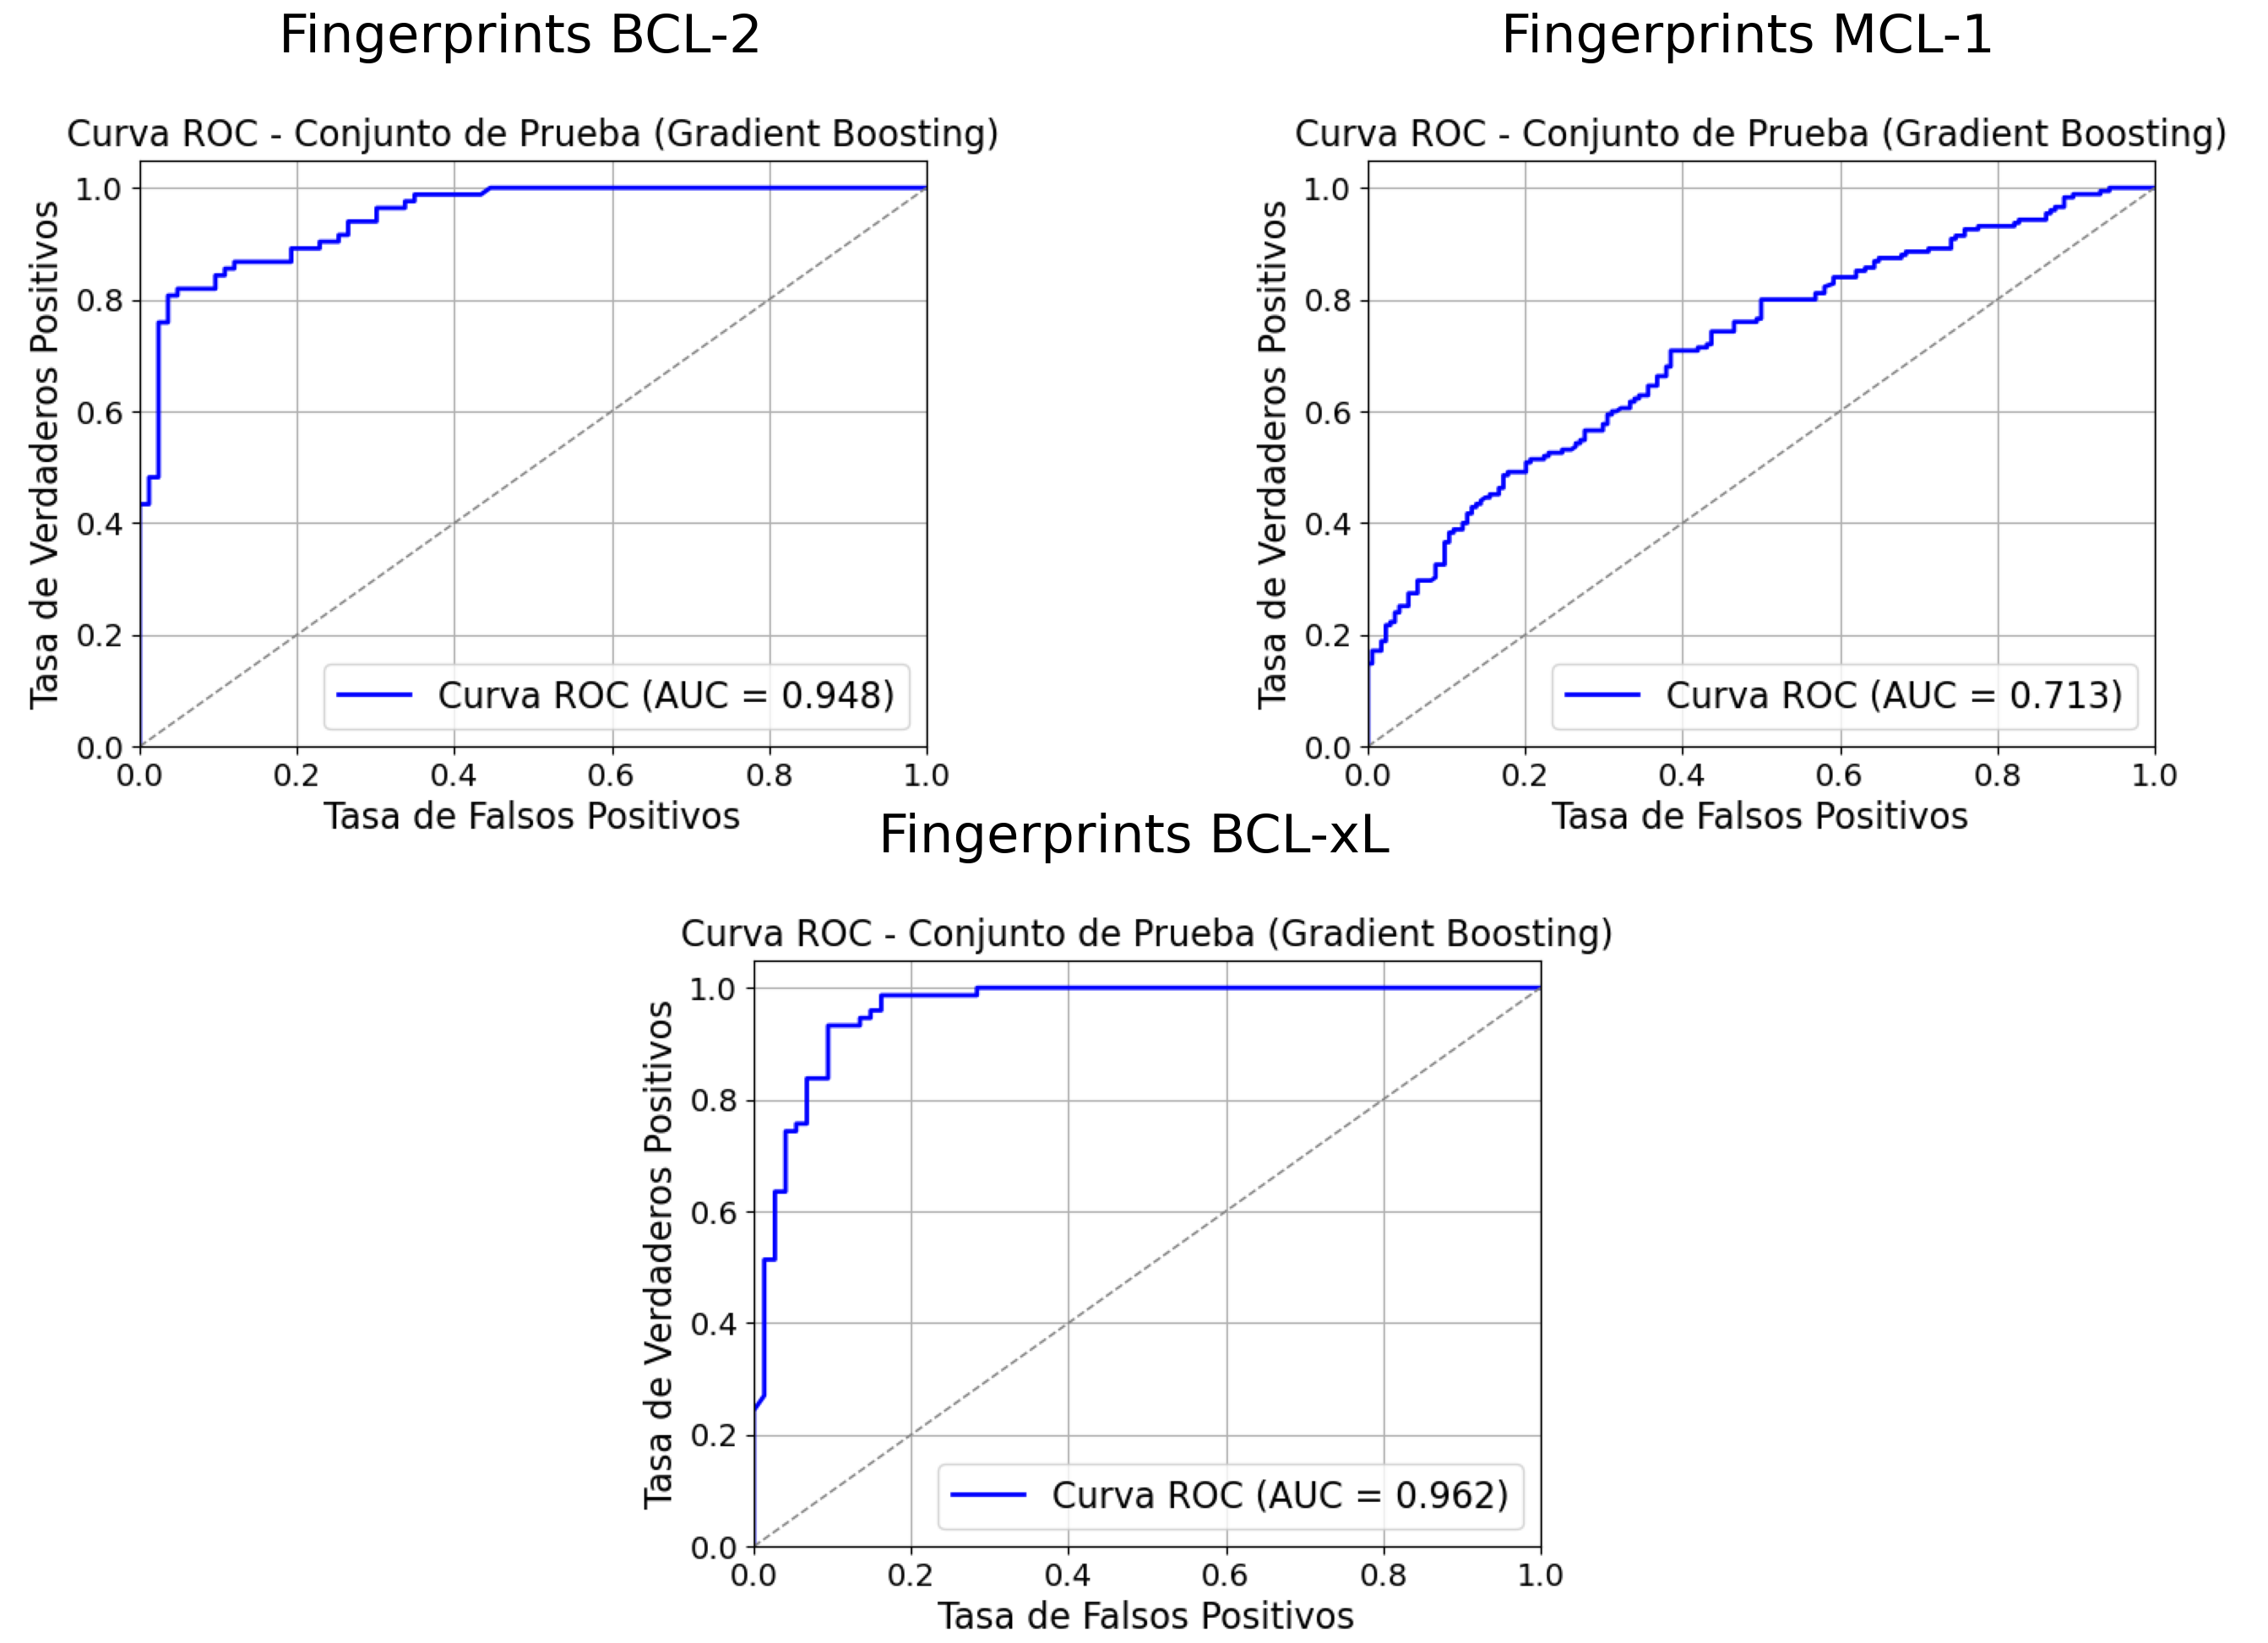 Fingerprints BCL-2
Curva ROC - Conjunto de Prueba (Gradient Boosting)
Tasa de Verdaderos Positivos
1.0
0.8
0.6
0.4
0.2
0.0
Curva ROC (AUC = 0.948)
0.0 0.2 0.4 0.6 0.8 1.0
Tasa de Falsos Positivos
Fingerprints MCL-1
Curva ROC - Conjunto de Prueba (Gradient Boosting)
Tasa de Verdaderos Positivos
1.0
0.8
0.6
0.4
0.2
0.0
Curva ROC (AUC = 0.713)
0.0 0.2 0.4 0.6 0.8 1.0
Tasa de Falsos Positivos
Fingerprints BCL-xL
Curva ROC - Conjunto de Prueba (Gradient Boosting)
Tasa de Verdaderos Positivos
1.0
0.8
0.6
0.4
0.2
0.0
Curva ROC (AUC = 0.962)
0.0 0.2 0.4 0.6 0.8 1.0
Tasa de Falsos Positivos